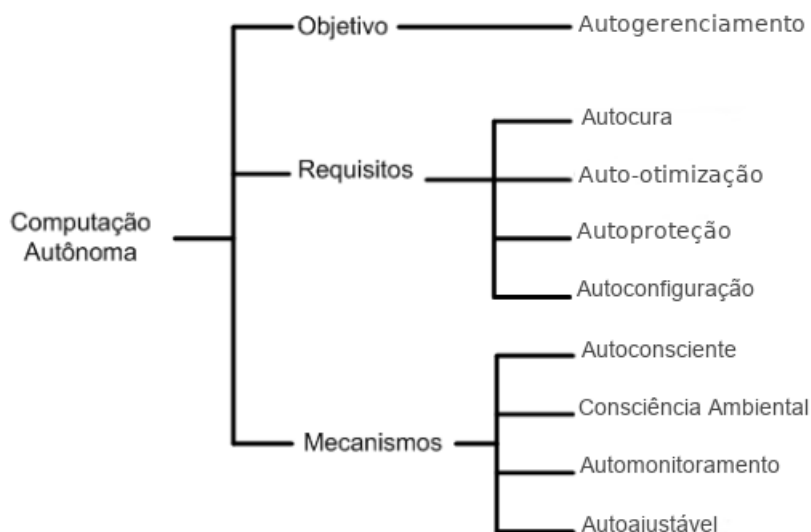 Objetivo
Autogerenciamento
Autocura
Requisitos
Auto-otimização
Autoproteção
Autoconfiguração
Computação
Autônoma
Autoconsciente
Consciência Ambiental
Mecanismos
Automonitoramento
Autoajustável